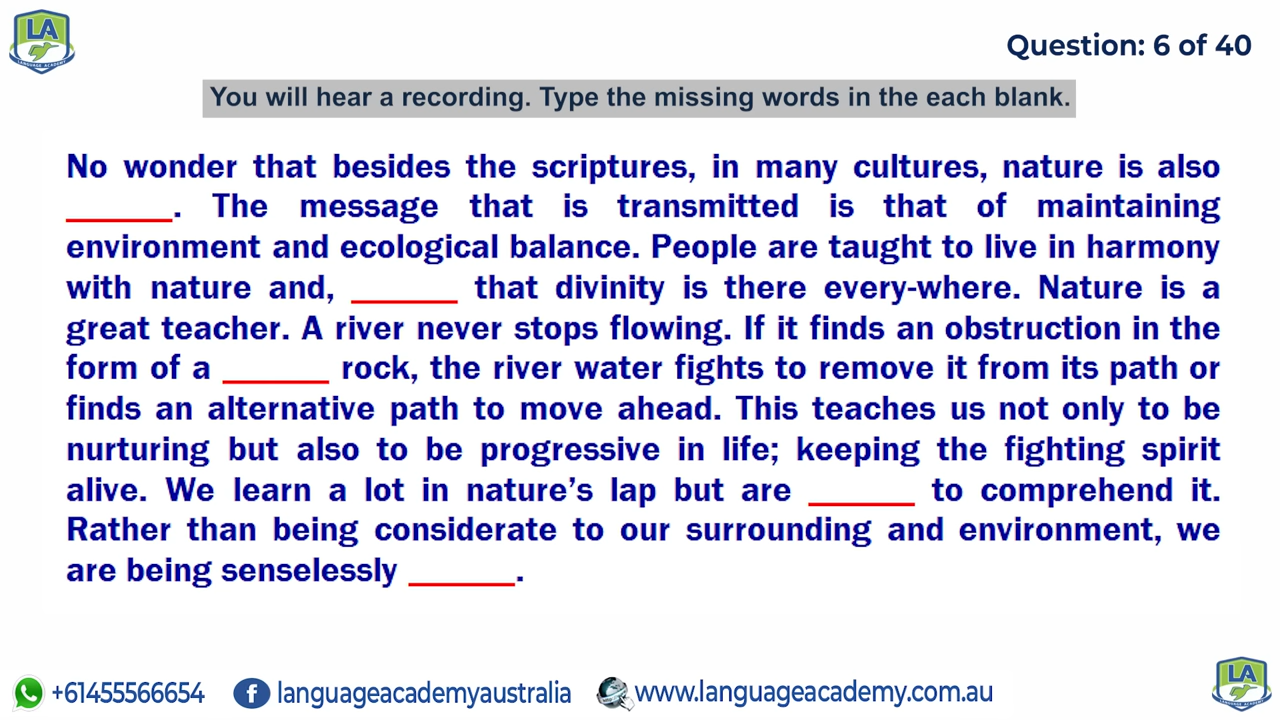 LA
LANGUAGE ACADEMY
Question: 6 of 40
You will hear a recording. Type the missing words in the each blank.
No wonder that besides the scriptures, in many cultures, nature is also
______. The message that is transmitted is that of maintaining
environment and ecological balance. People are taught to live in harmony
with nature and, ______ that divinity is there every-where. Nature is a
great teacher. A river never stops flowing. If it finds an obstruction in the
form of a ______ rock, the river water fights to remove it from its path or
finds an alternative path to move ahead. This teaches us not only to be
nurturing but also to be progressive in life; keeping the fighting spirit
alive. We learn a lot in nature’s lap but are ______ to comprehend it.
Rather than being considerate to our surrounding and environment, we
are being senselessly ______.
+61455566654 languageacademyaustralia www.languageacademy.com.au
LA
LANGUAGE ACADEMY